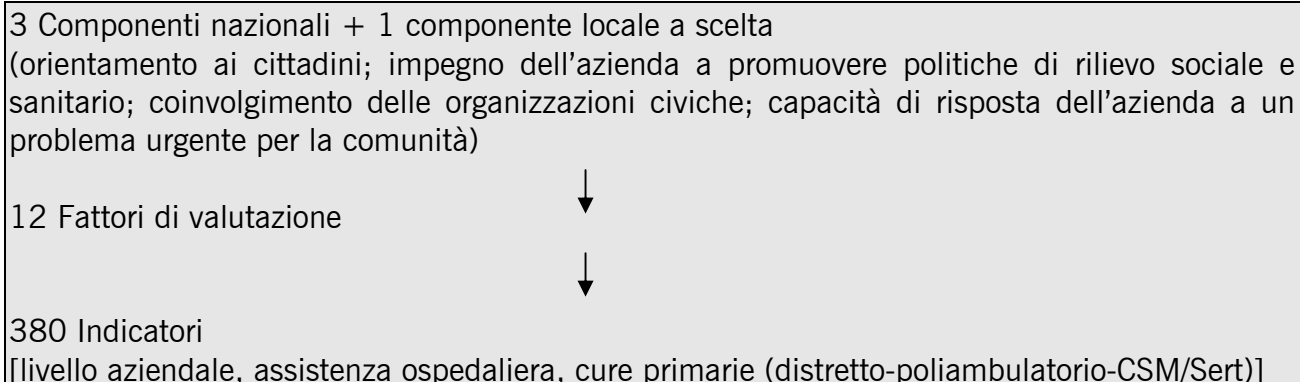 3 Componenti nazionali + 1 componente locale a scelta
(orientamento ai cittadini; impegno dell'azienda a promuovere politiche di rilievo sociale e
sanitario; coinvolgimento delle organizzazioni civiche; capacità di risposta dell'azienda a un
problema urgente per la comunità)
12 Fattori di valutazione
380 Indicatori
[livello aziendale, assistenza ospedaliera, cure primarie (distretto-poliambulatorio-CSM/Sert)]